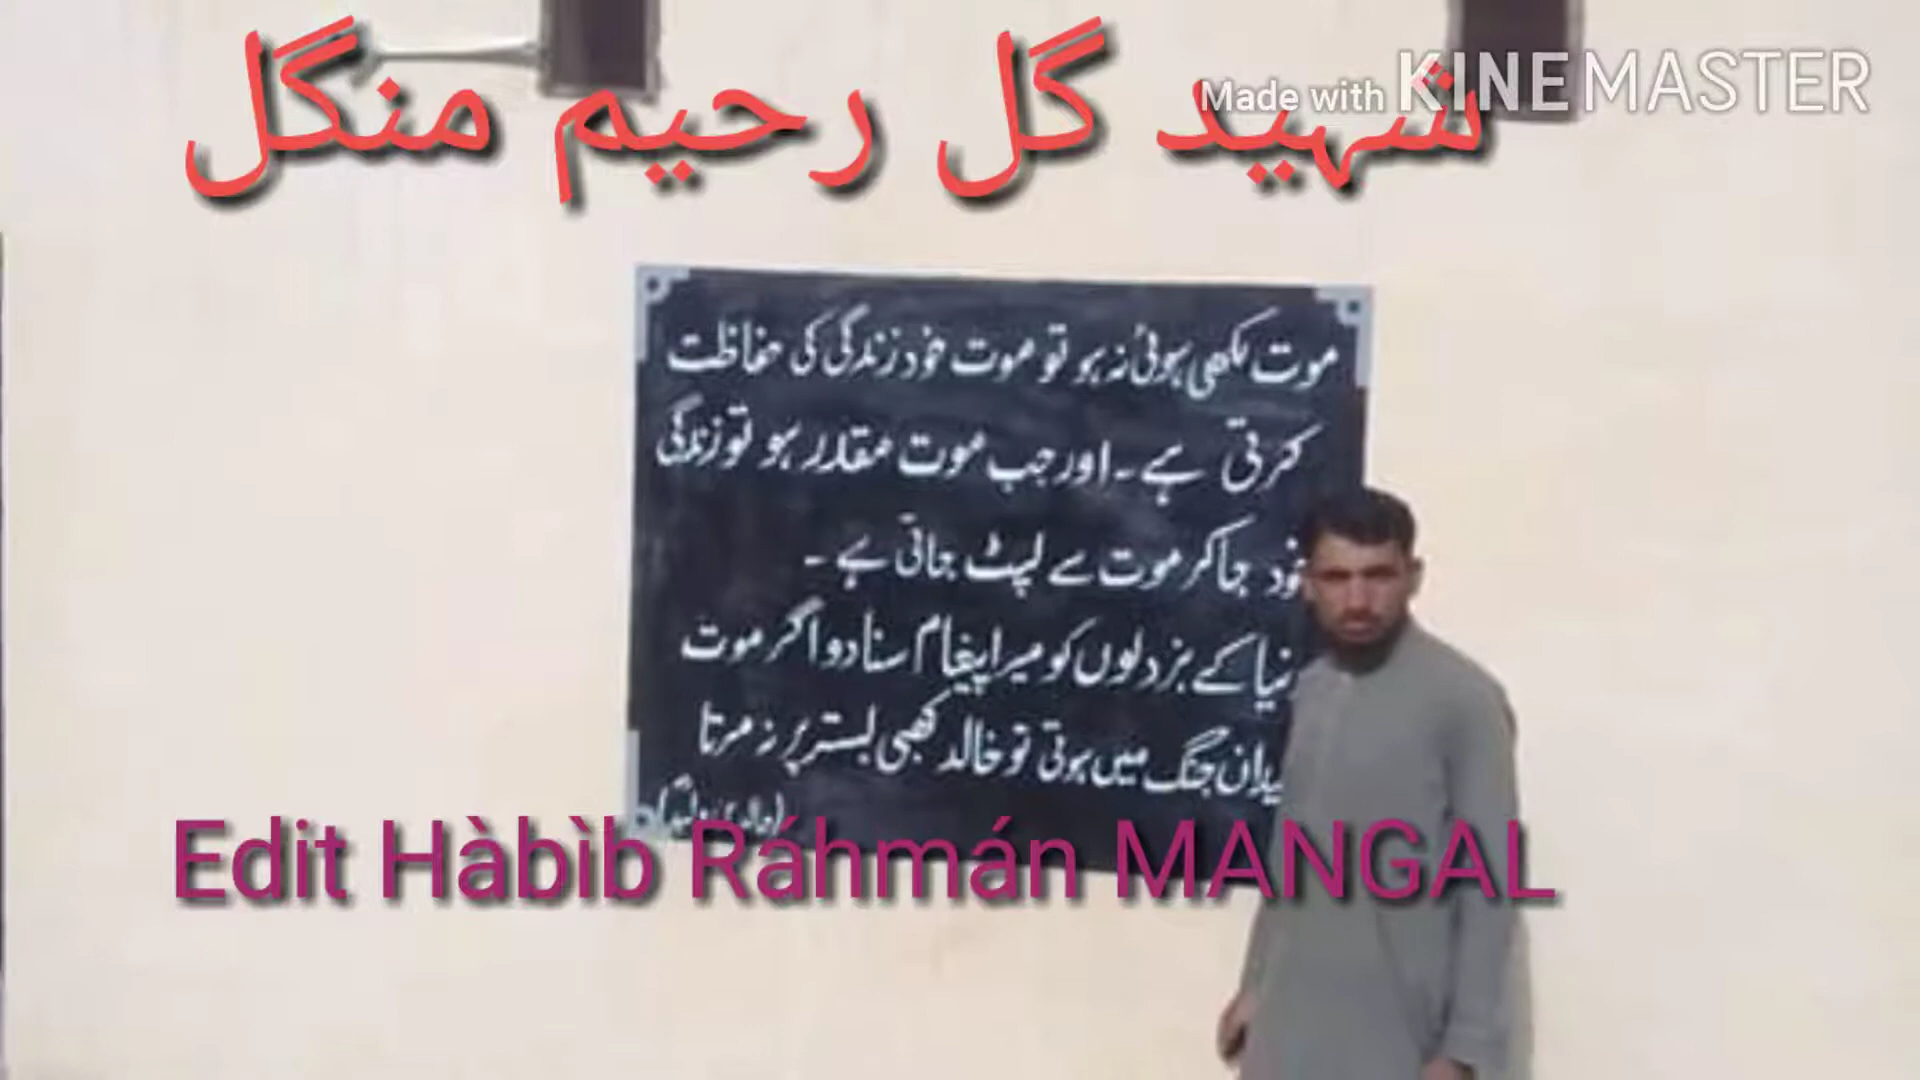 Made with KINEMASTER
شہید گل رحیم منگل
موت لکھی ہوئی نہ ہو تو موت خود زندگی کی حفاظت
کرتی ہے ۔ اور جب موت مقدر ہو تو زندگی
خود جا کر موت سے لپٹ جاتی ہے ۔
دنیا کے بزدلوں کو میرا پیغام سنا دو اگر موت
میدان جنگ میں ہوتی تو خالد کبھی بستر پر نہ مرتا
Edit Hàbìb Ráhmán MANGAL